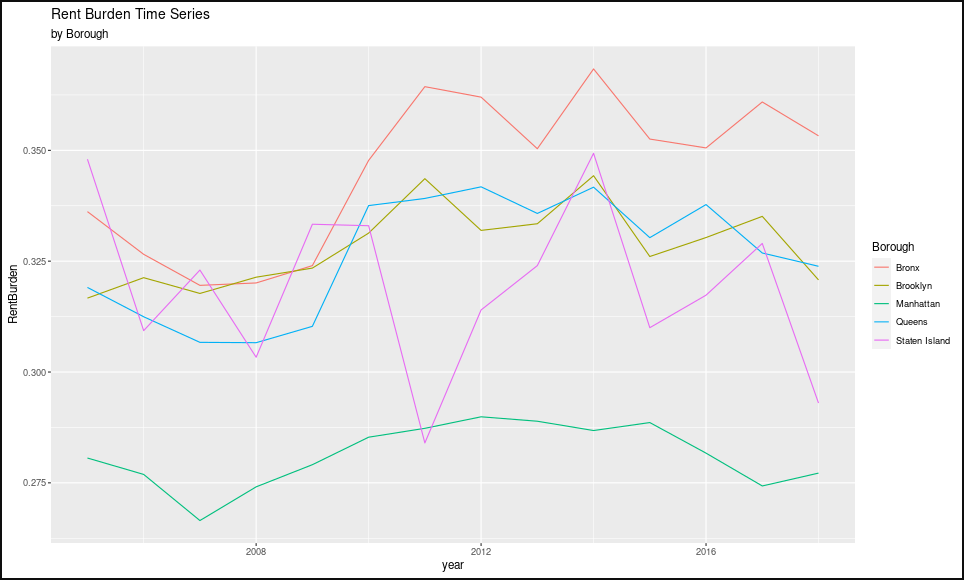 Rent Burden Time Series
by Borough
RentBurden
0.350
0.325
0.300
0.275
2008
2012
2016
year
Borough
Bronx
Brooklyn
Manhattan
Queens
Staten Island